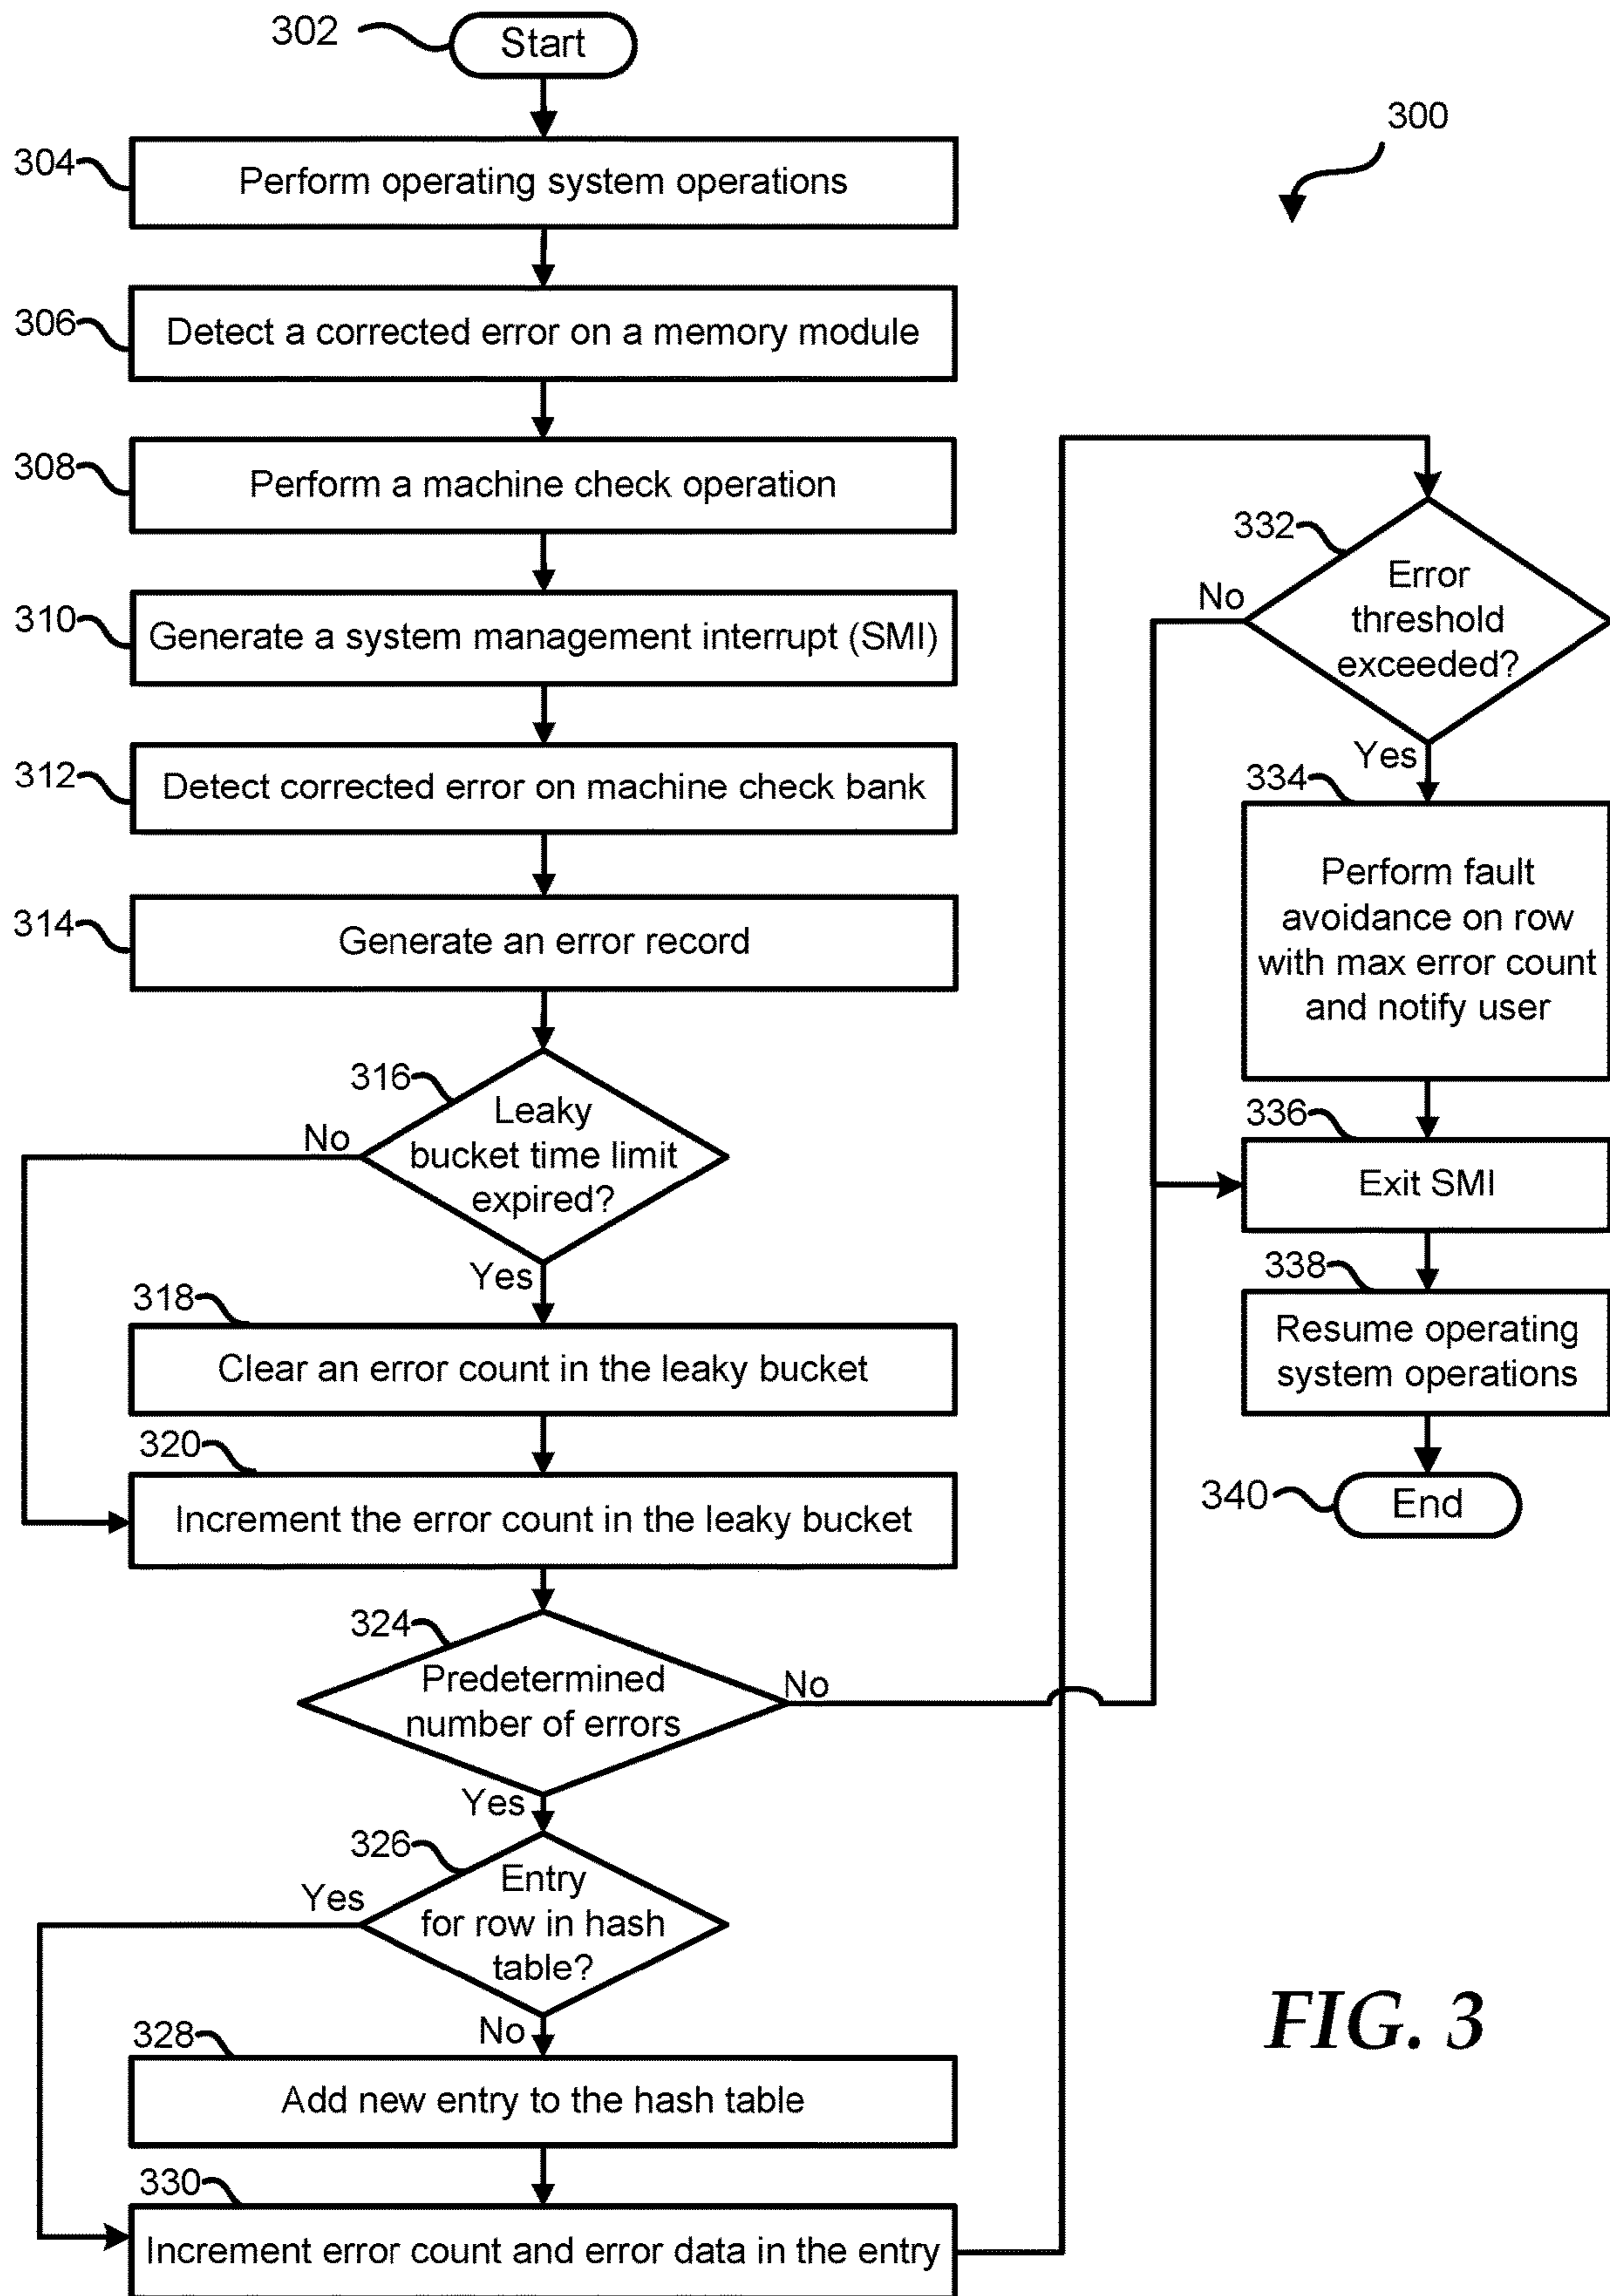 302
Start
300
304
Perform operating system operations
306
Detect a corrected error on a memory module
308
Perform a machine check operation
310
Generate a system management interrupt (SMI)
312
Detect corrected error on machine check bank
314
Generate an error record
316
Leaky
bucket time limit
expired?
No
Yes
318
Clear an error count in the leaky bucket
320
Increment the error count in the leaky bucket
324
Predetermined
number of errors
No
Yes
326
Entry
for row in hash
table?
Yes
No
328
Add new entry to the hash table
330
Increment error count and error data in the entry
332
Error
threshold
exceeded?
No
Yes
334
Perform fault
avoidance on row
with max error count
and notify user
336
Exit SMI
338
Resume operating
system operations
340
End
FIG. 3